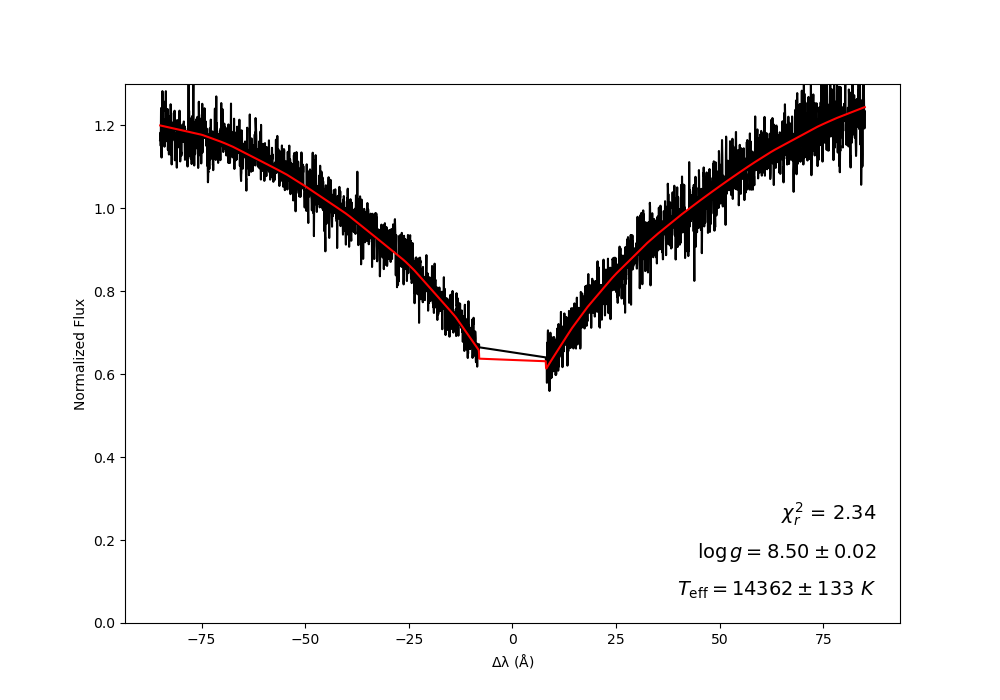 1.2
1.0
0.8
0.6
0.4
0.2
0.0
Normalized Flux
χ²ᵣ = 2.34
log g = 8.50 ± 0.02
T_eff = 14362 ± 133 K
−75 −50 −25 0 25 50 75
Δλ (Å)